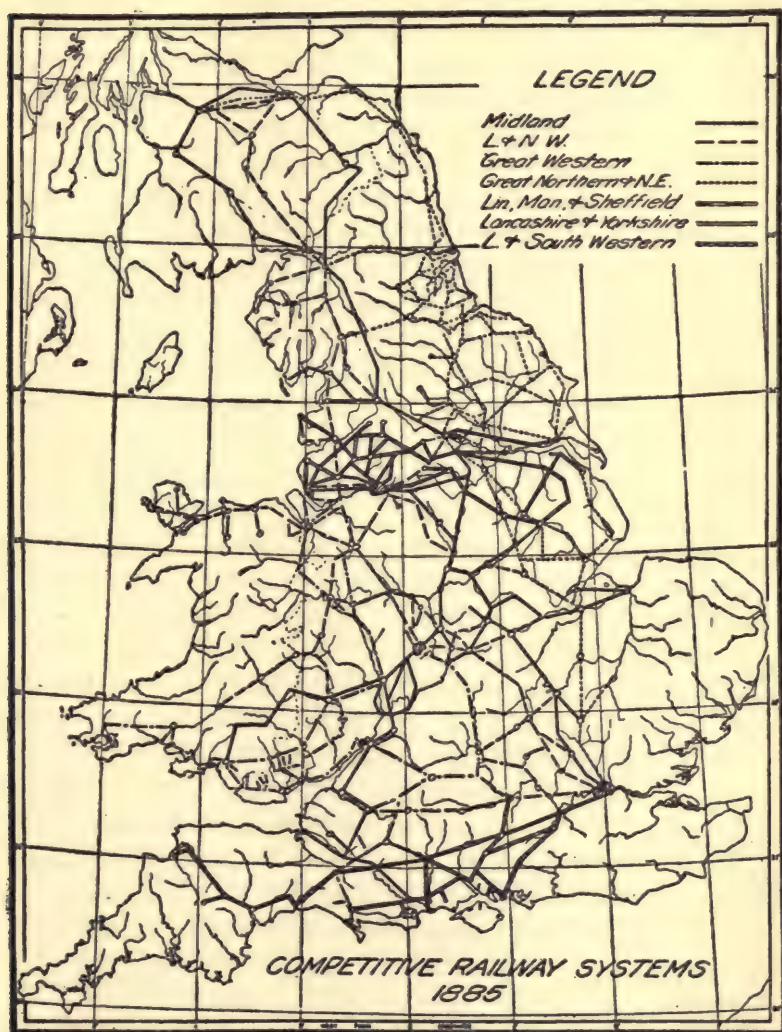 LEGEND
Midland
L. & N W.
Great Western
Great Northern & N.E.
Lin, Man, & Sheffield
Lancashire & Yorkshire
L. & South Western
COMPETITIVE RAILWAY SYSTEMS
1885